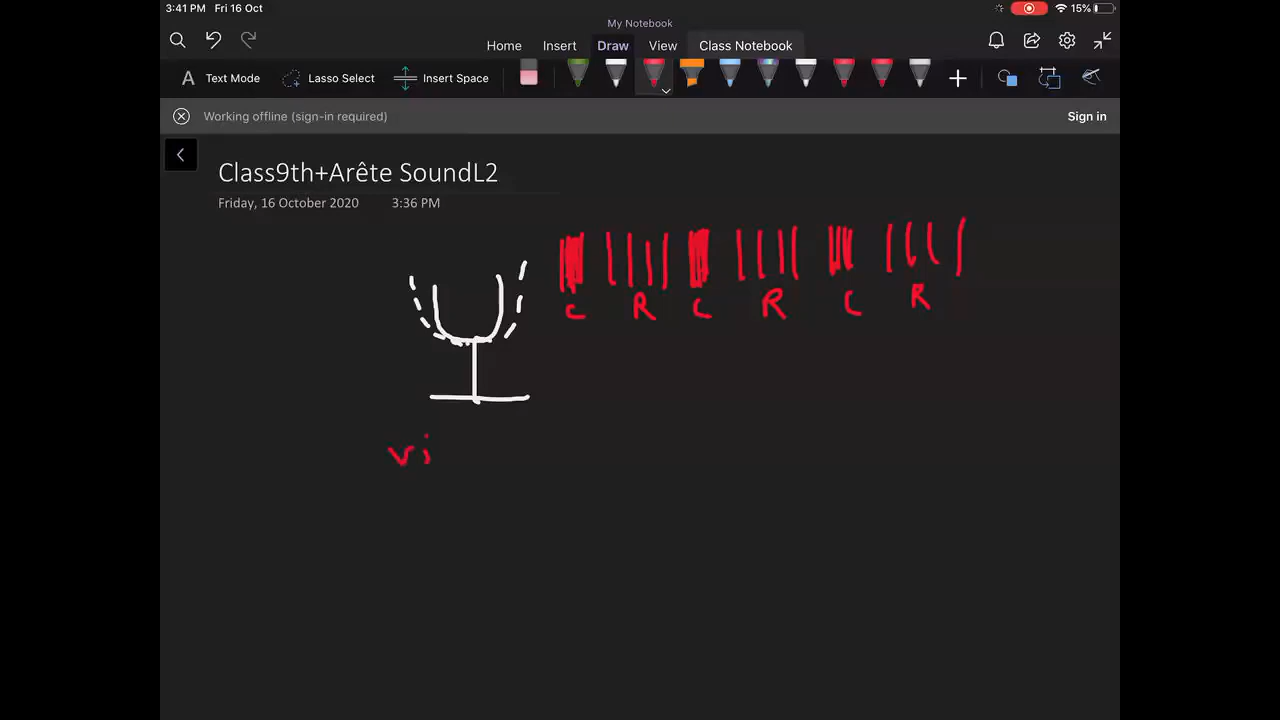 3:41 PM Fri 16 Oct
15%
My Notebook
Home Insert Draw View Class Notebook
A Text Mode Lasso Select Insert Space
Working offline (sign-in required) Sign in
Class9th+Arête SoundL2
Friday, 16 October 2020 3:36 PM
C R C R C R
vi